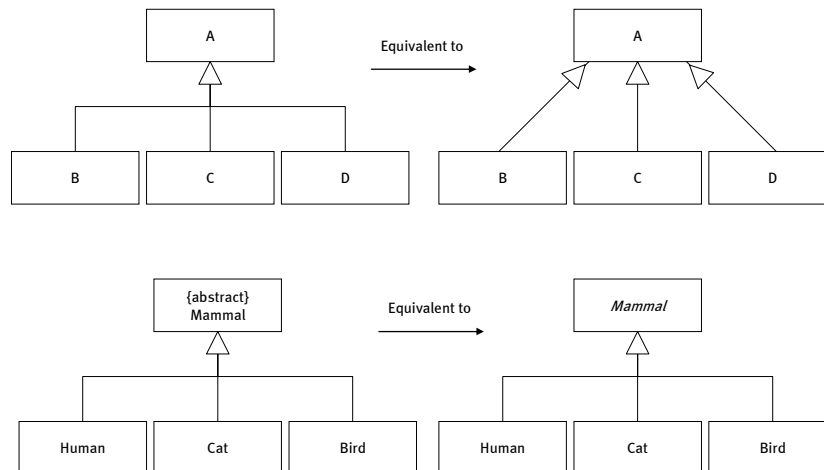 A
Equivalent to
A
B
C
D
B
C
D
{abstract}
Mammal
Equivalent to
Mammal
Human
Cat
Bird
Human
Cat
Bird